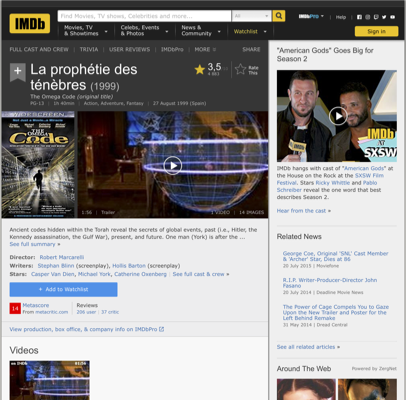 IMDb
Find Movies, TV shows, Celebrities and more...
All
IMDbPro
Help
Movies, TV & Showtimes
Celebs, Events & Photos
News & Community
Watchlist
Sign in
FULL CAST AND CREW | TRIVIA | USER REVIEWS | IMDbPro | MORE
SHARE
La prophétie des ténèbres (1999)
The Omega Code (original title)
PG-13 | 1h 40min | Action, Adventure, Fantasy | 27 August 1999 (Spain)
3,5
Rate This
WIDESCREEN
The Omega Code
1:56 | Trailer
1 VIDEO | 14 IMAGES
Ancient codes hidden within the Torah reveal the secrets of global events, past (i.e., Hitler, the
Kennedy assassination, the Gulf War), present, and future. One man (York) is after the ...
See full summary »
Director: Robert Marcarelli
Writers: Stephan Blinn (screenplay), Hollis Barton (screenplay)
Stars: Casper Van Dien, Michael York, Catherine Oxenberg | See full cast & crew »
+ Add to Watchlist
14
Metascore
From metacritic.com
Reviews
206 user | 37 critic
View production, box office, & company info on IMDbPro
Videos
"American Gods" Goes Big for
Season 2
IMDb
at
SXSW
IMDb hangs with cast of "American Gods" at
the House on the Rock at the SXSW Film
Festival. Stars Ricky Whittle and Pablo
Schreiber reveal the one word that best
describes Season 2.
Hear from the cast »
Related News
George Coe, Original 'SNL' Cast Member
& 'Archer' Star, Dies at 86
20 July 2015 | Moviefone
R.I.P. Writer-Producer-Director John
Fasano
20 July 2014 | Deadline Movie News
The Power of Cage Compels You to Gaze
Upon the New Trailer and Poster for the
Left Behind Remake
31 May 2014 | Dread Central
See all related articles »
Around The Web
Powered by ZergNet